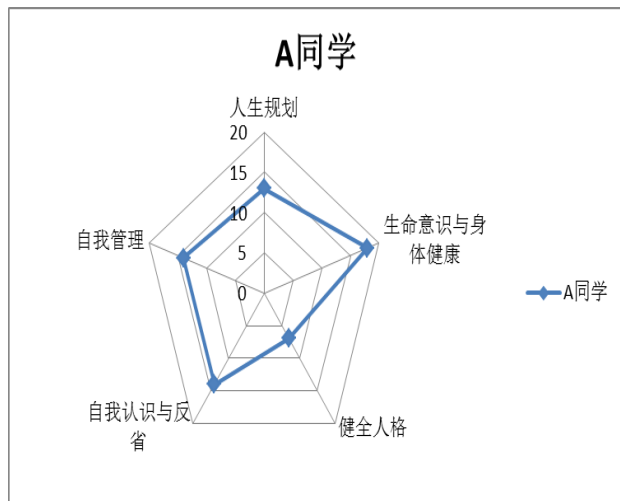 A同学
人生规划
20
15
10
5
0
生命意识与身
体健康
自我管理
A同学
自我认识与反
省
健全人格